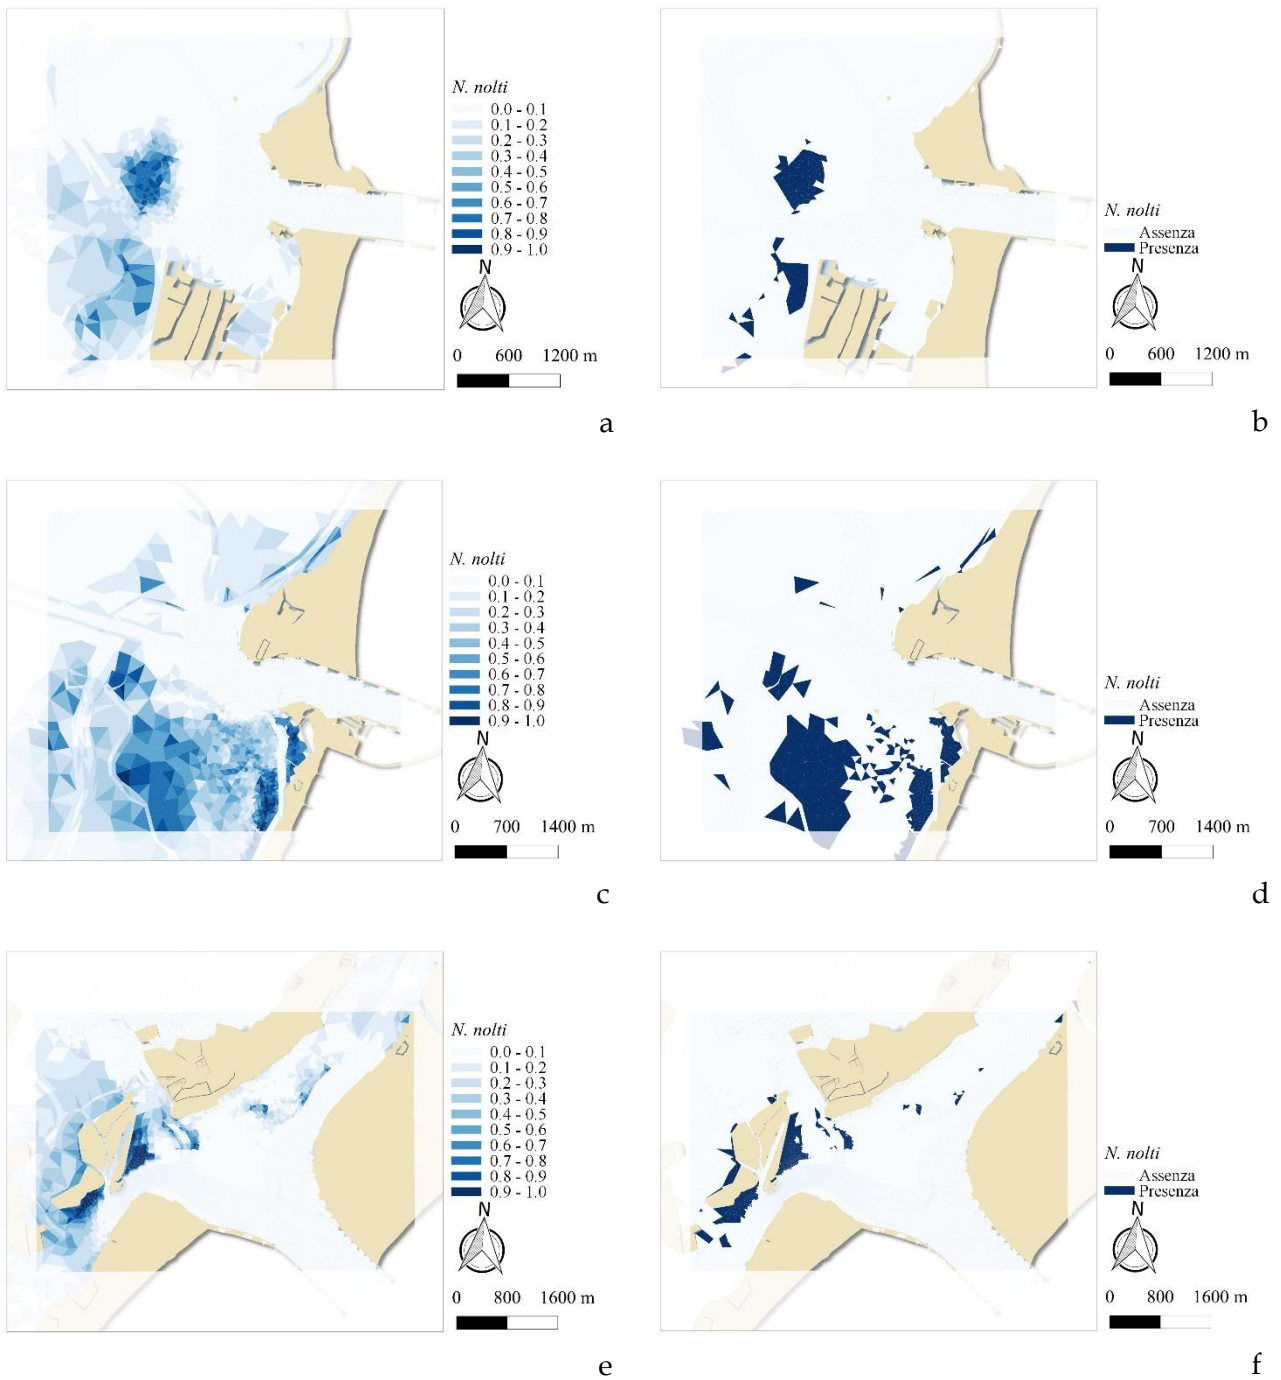 N. nolti
0.0 - 0.1
0.1 - 0.2
0.2 - 0.3
0.3 - 0.4
0.4 - 0.5
0.5 - 0.6
0.6 - 0.7
0.7 - 0.8
0.8 - 0.9
0.9 - 1.0
N
0 600 1200 m
a
N. nolti
Assenza
Presenza
N
0 600 1200 m
b
N. nolti
0.0 - 0.1
0.1 - 0.2
0.2 - 0.3
0.3 - 0.4
0.4 - 0.5
0.5 - 0.6
0.6 - 0.7
0.7 - 0.8
0.8 - 0.9
0.9 - 1.0
N
0 700 1400 m
c
N. nolti
Assenza
Presenza
N
0 700 1400 m
d
N. nolti
0.0 - 0.1
0.1 - 0.2
0.2 - 0.3
0.3 - 0.4
0.4 - 0.5
0.5 - 0.6
0.6 - 0.7
0.7 - 0.8
0.8 - 0.9
0.9 - 1.0
N
0 800 1600 m
e
N. nolti
Assenza
Presenza
N
0 800 1600 m
f